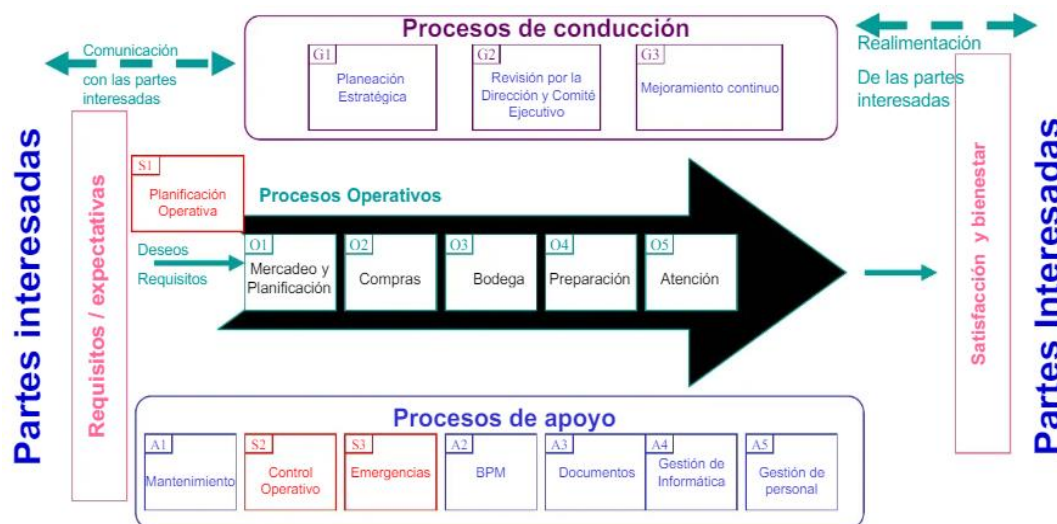 Partes interesadas
Requisitos / expectativas
Comunicación
con las partes
interesadas
Procesos de conducción
G1
Planeación
Estratégica
G2
Revisión por la
Dirección y Comité
Ejecutivo
G3
Mejoramiento continuo
Realimentación
De las partes
interesadas
S1
Planificación
Operativa
Procesos Operativos
Deseos
Requisitos
O1
Mercadeo y
Planificación
O2
Compras
O3
Bodega
O4
Preparación
O5
Atención
Procesos de apoyo
A1
Mantenimiento
S2
Control
Operativo
S3
Emergencias
A2
BPM
A3
Documentos
A4
Gestión de
Informática
A5
Gestión de
personal
Satisfacción y bienestar
Partes Interesadas